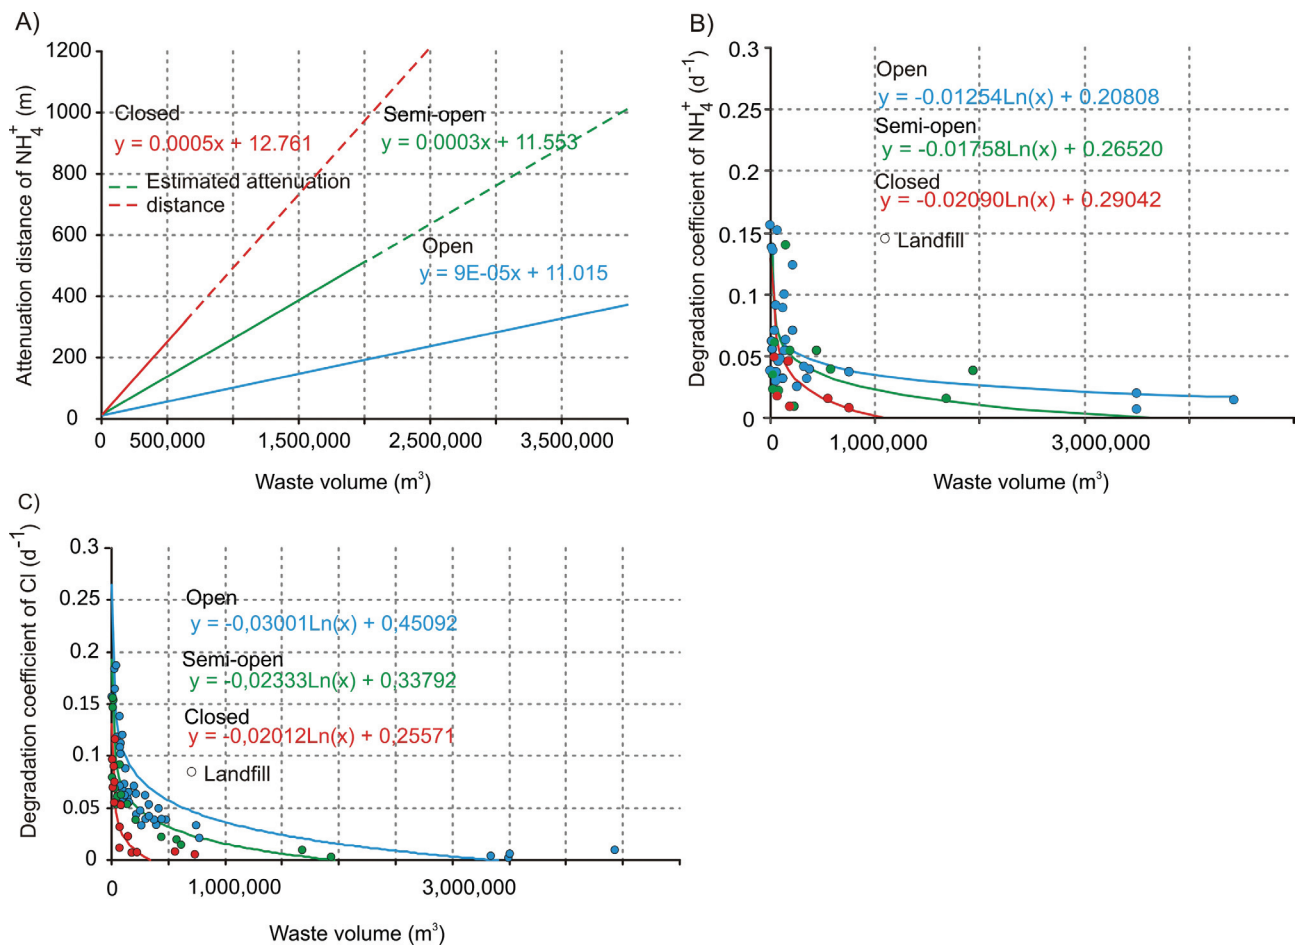 A)
1200
1000
800
600
400
200
0
Attenuation distance of NH₄⁺ (m)
Closed
y = 0.0005x + 12.761
Semi-open
y = 0.0003x + 11.553
Estimated attenuation
distance
Open
y = 9E-05x + 11.015
0 500,000 1,500,000 2,500,000 3,500,000
Waste volume (m³)
B)
0.3
0.25
0.2
0.15
0.1
0.05
0
Degradation coefficient of NH₄⁺ (d⁻¹)
Open
y = -0.01254Ln(x) + 0.20808
Semi-open
y = -0.01758Ln(x) + 0.26520
Closed
y = -0.02090Ln(x) + 0.29042
Landfill
0 1,000,000 3,000,000
Waste volume (m³)
C)
0.3
0.25
0.2
0.15
0.1
0.05
0
Degradation coefficient of Cl (d⁻¹)
Open
y = -0,03001Ln(x) + 0,45092
Semi-open
y = -0,02333Ln(x) + 0,33792
Closed
y = -0,02012Ln(x) + 0,25571
Landfill
0 1,000,000 3,000,000
Waste volume (m³)